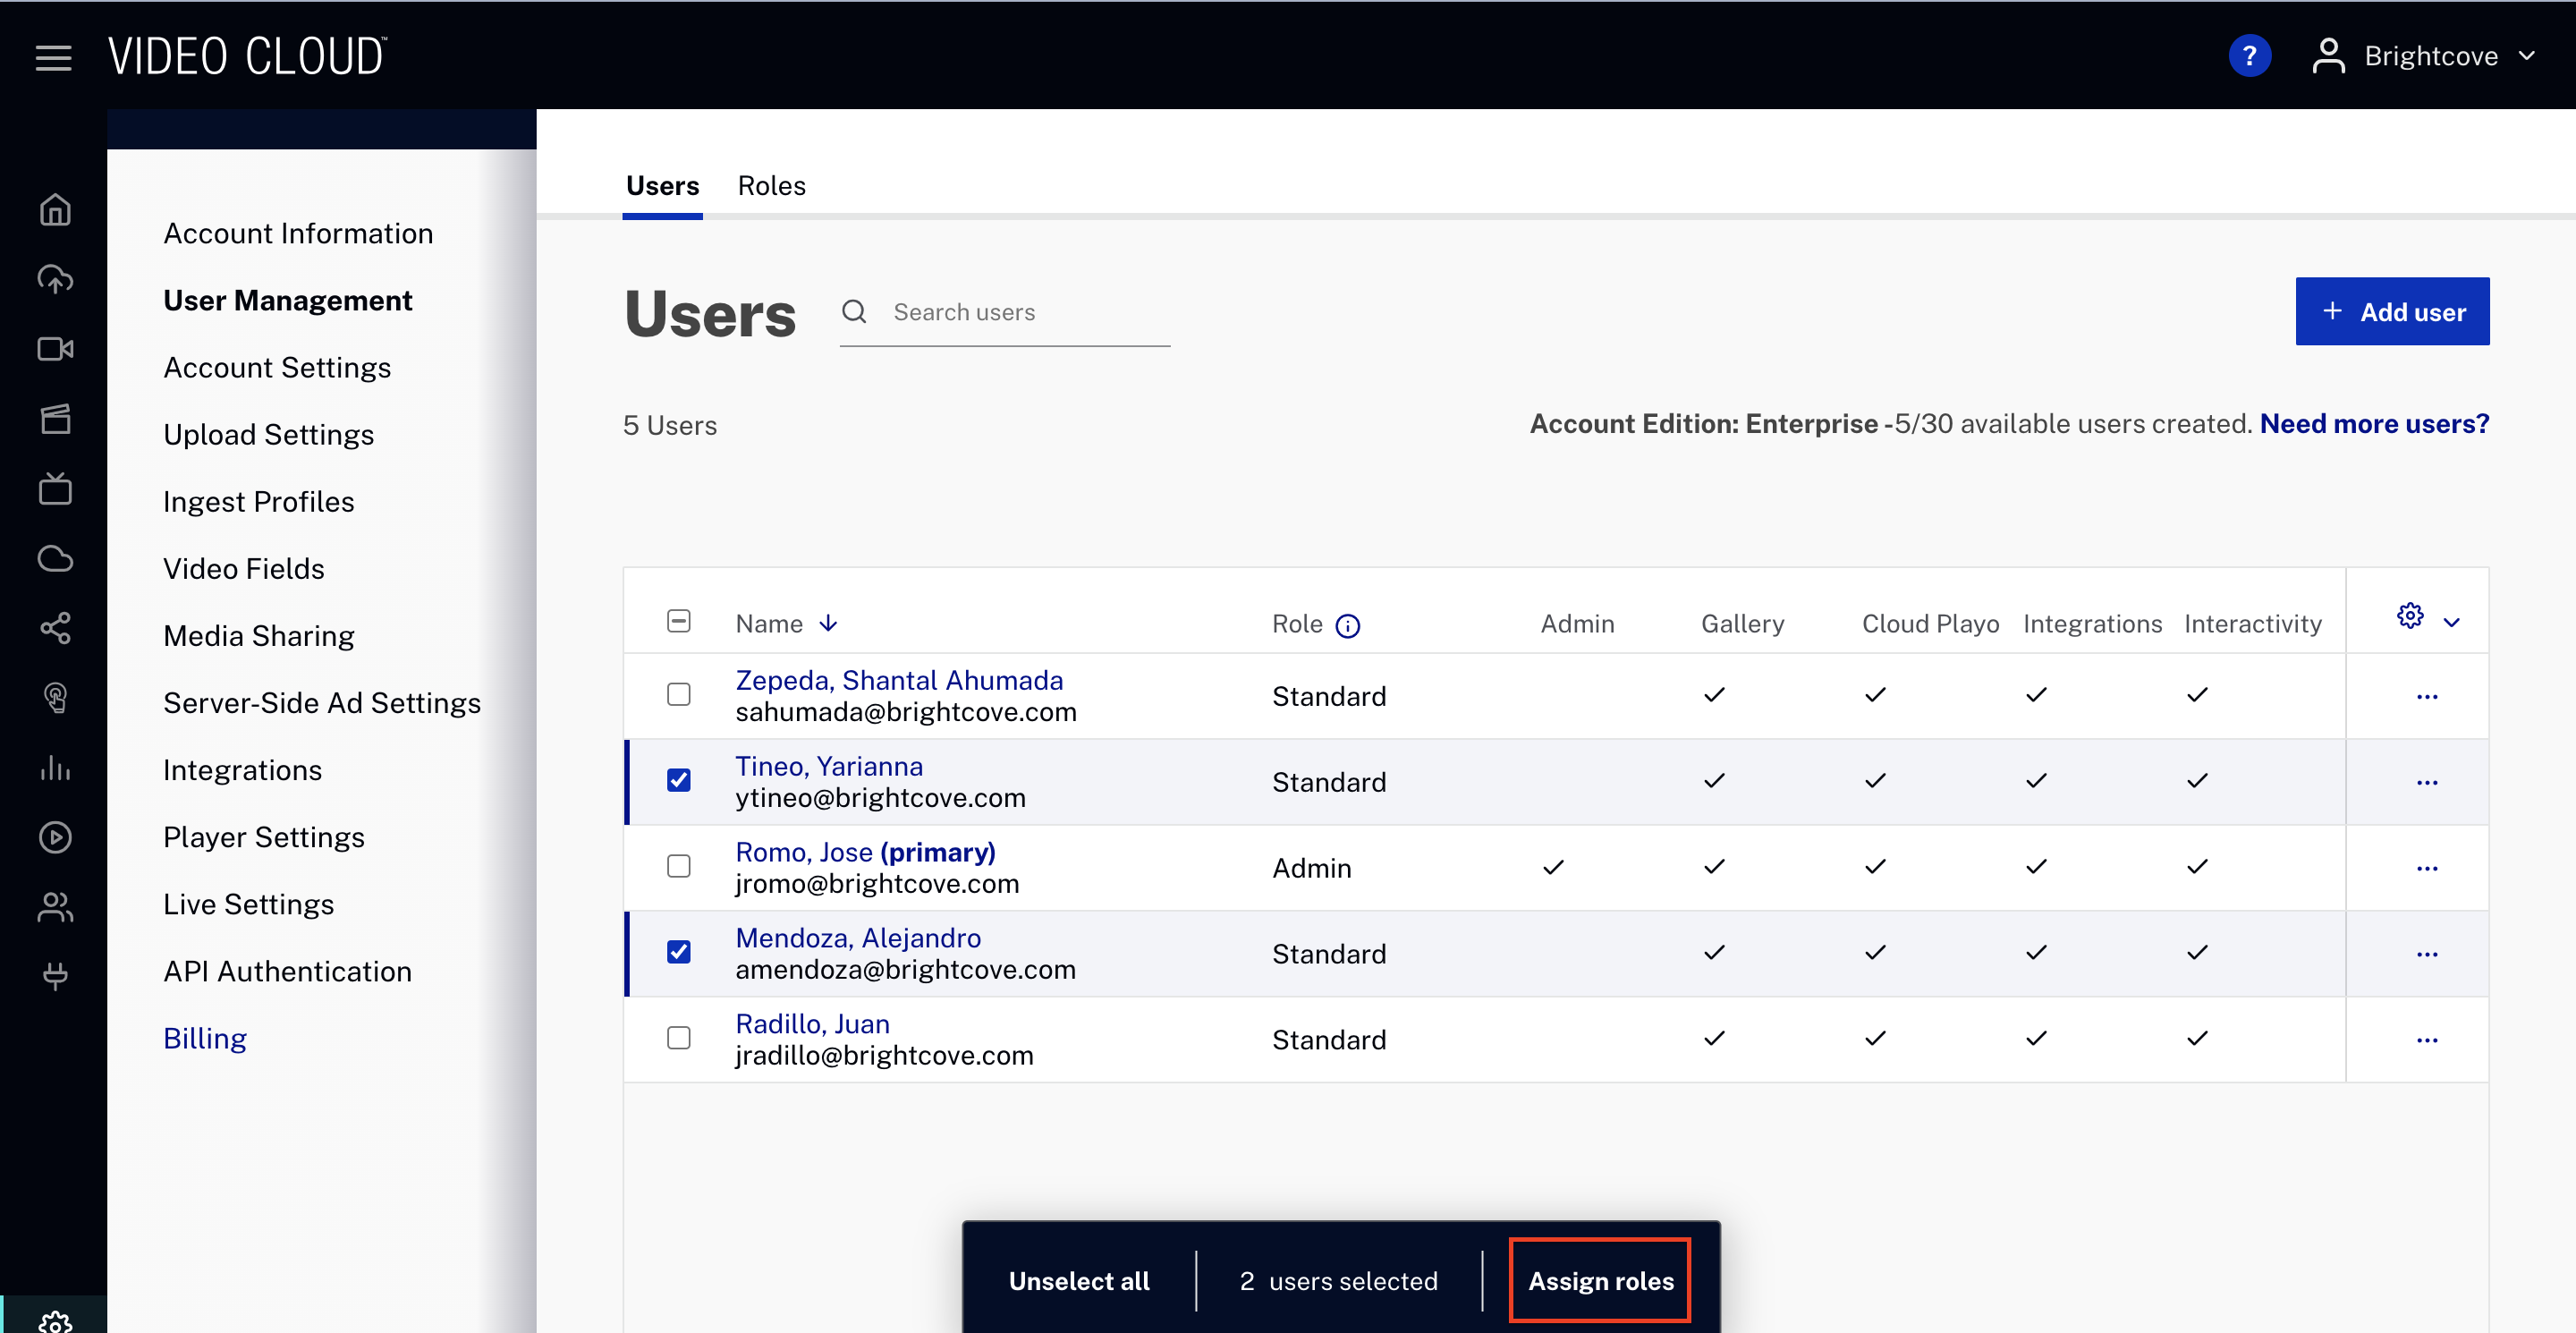 VIDEO CLOUD™
?
Brightcove
Account Information
User Management
Account Settings
Upload Settings
Ingest Profiles
Video Fields
Media Sharing
Server-Side Ad Settings
Integrations
Player Settings
Live Settings
API Authentication
Billing
Users Roles
Users
Search users
+ Add user
5 Users
Account Edition: Enterprise -5/30 available users created. Need more users?
Name Role Admin Gallery Cloud Playo Integrations Interactivity
Zepeda, Shantal Ahumada
sahumada@brightcove.com
Standard
Tineo, Yarianna
ytineo@brightcove.com
Standard
Romo, Jose (primary)
jromo@brightcove.com
Admin
Mendoza, Alejandro
amendoza@brightcove.com
Standard
Radillo, Juan
jradillo@brightcove.com
Standard
Unselect all 2 users selected Assign roles